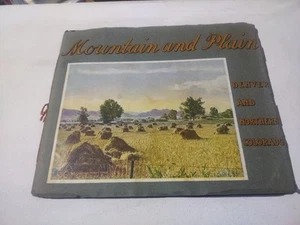 Mountain and Plain
DENVER
AND
NORTHERN
COLORADO